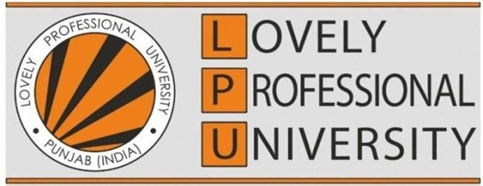 LOVELY PROFESSIONAL UNIVERSITY
• PUNJAB (INDIA) •
LOVELY
PROFESSIONAL
UNIVERSITY